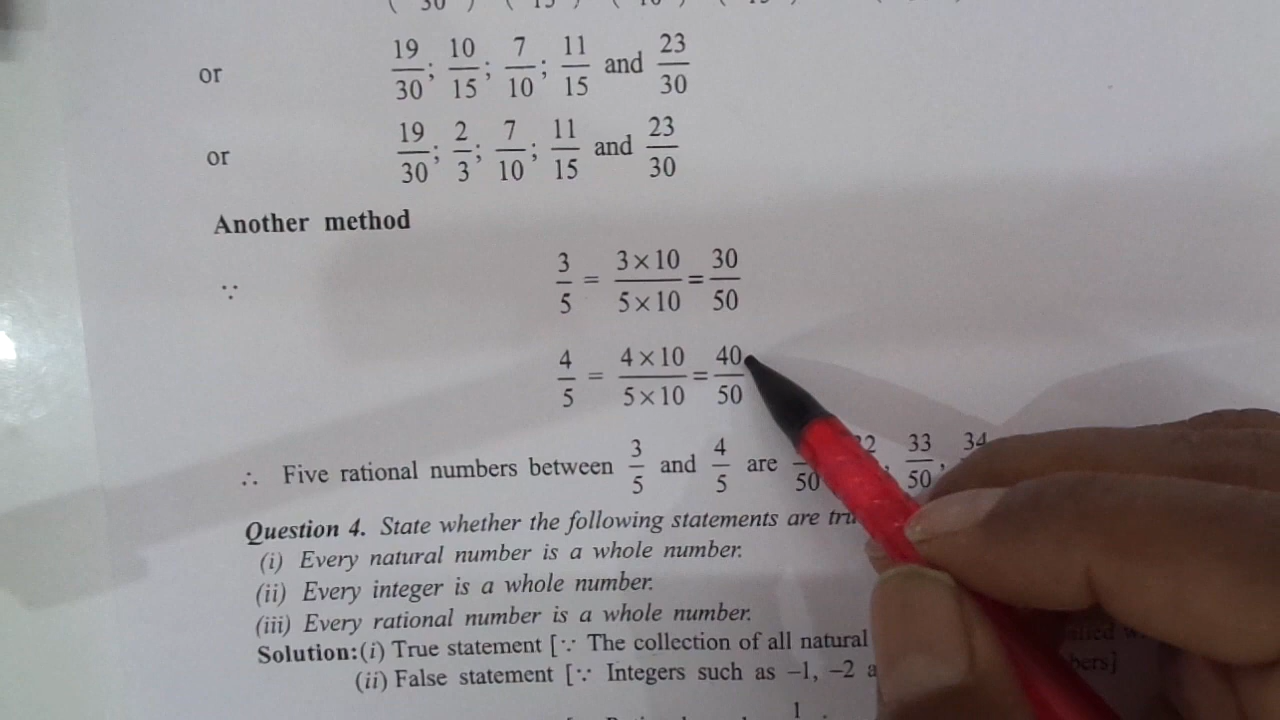 or 19/30; 10/15; 7/10; 11/15 and 23/30
or 19/30; 2/3; 7/10; 11/15 and 23/30
Another method
∵ 3/5 = 3×10/5×10 = 30/50
4/5 = 4×10/5×10 = 40/50
∴ Five rational numbers between 3/5 and 4/5 are 33/50, 34
Question 4. State whether the following statements are
(i) Every natural number is a whole number.
(ii) Every integer is a whole number.
(iii) Every rational number is a whole number.
Solution:(i) True statement [∵ The collection of all natural
(ii) False statement [∵ Integers such as –1, –2
1